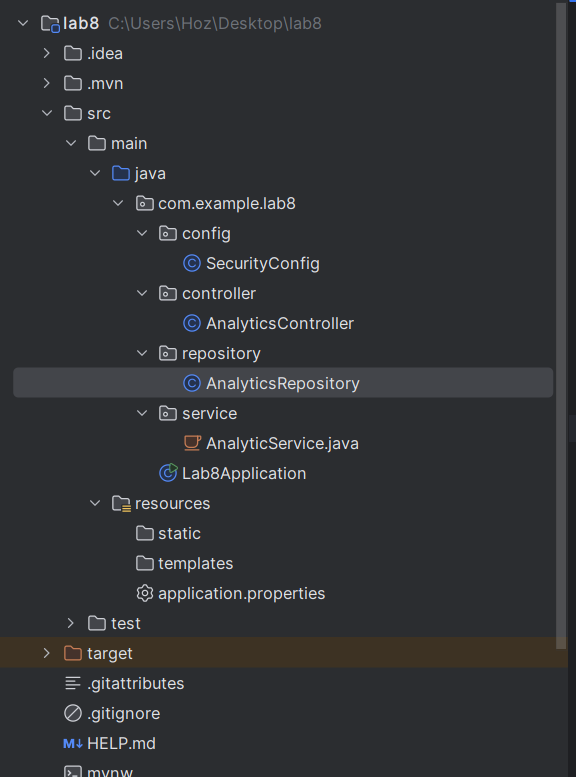 lab8 C:\Users\Hoz\Desktop\lab8
.idea
.mvn
src
main
java
com.example.lab8
config
SecurityConfig
controller
AnalyticsController
repository
AnalyticsRepository
service
AnalyticService.java
Lab8Application
resources
static
templates
application.properties
test
target
.gitattributes
.gitignore
M↓ HELP.md
mvnw